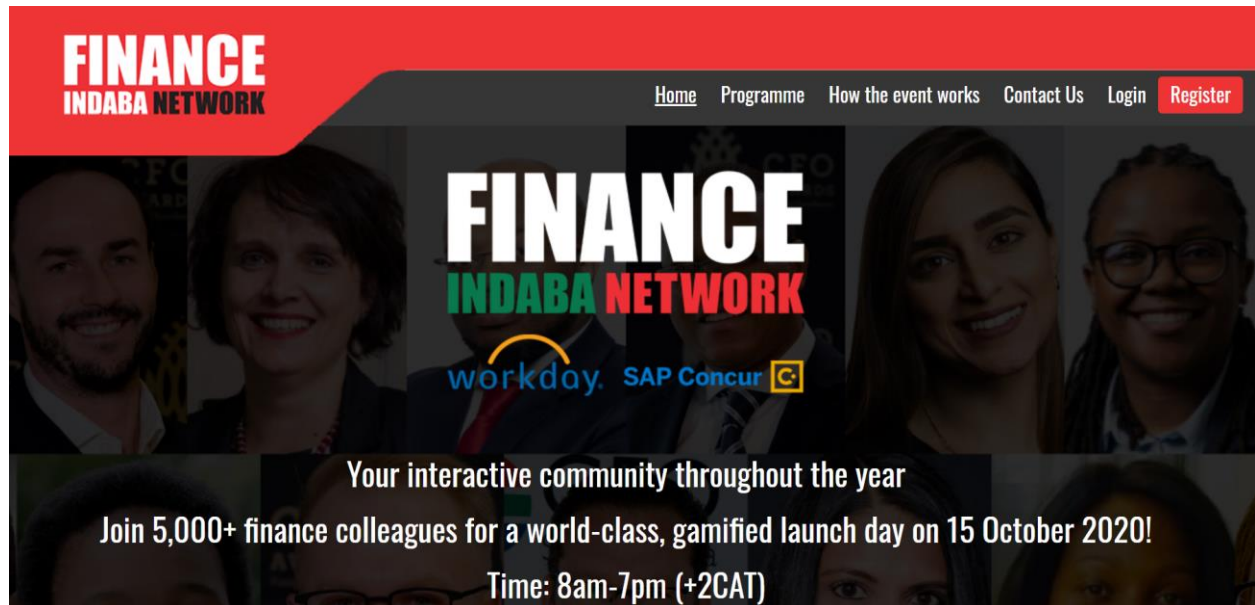 FINANCE
INDABA NETWORK
Home Programme How the event works Contact Us Login Register
FINANCE
INDABA NETWORK
workday. SAP Concur C
Your interactive community throughout the year
Join 5,000+ finance colleagues for a world-class, gamified launch day on 15 October 2020!
Time: 8am-7pm (+2CAT)